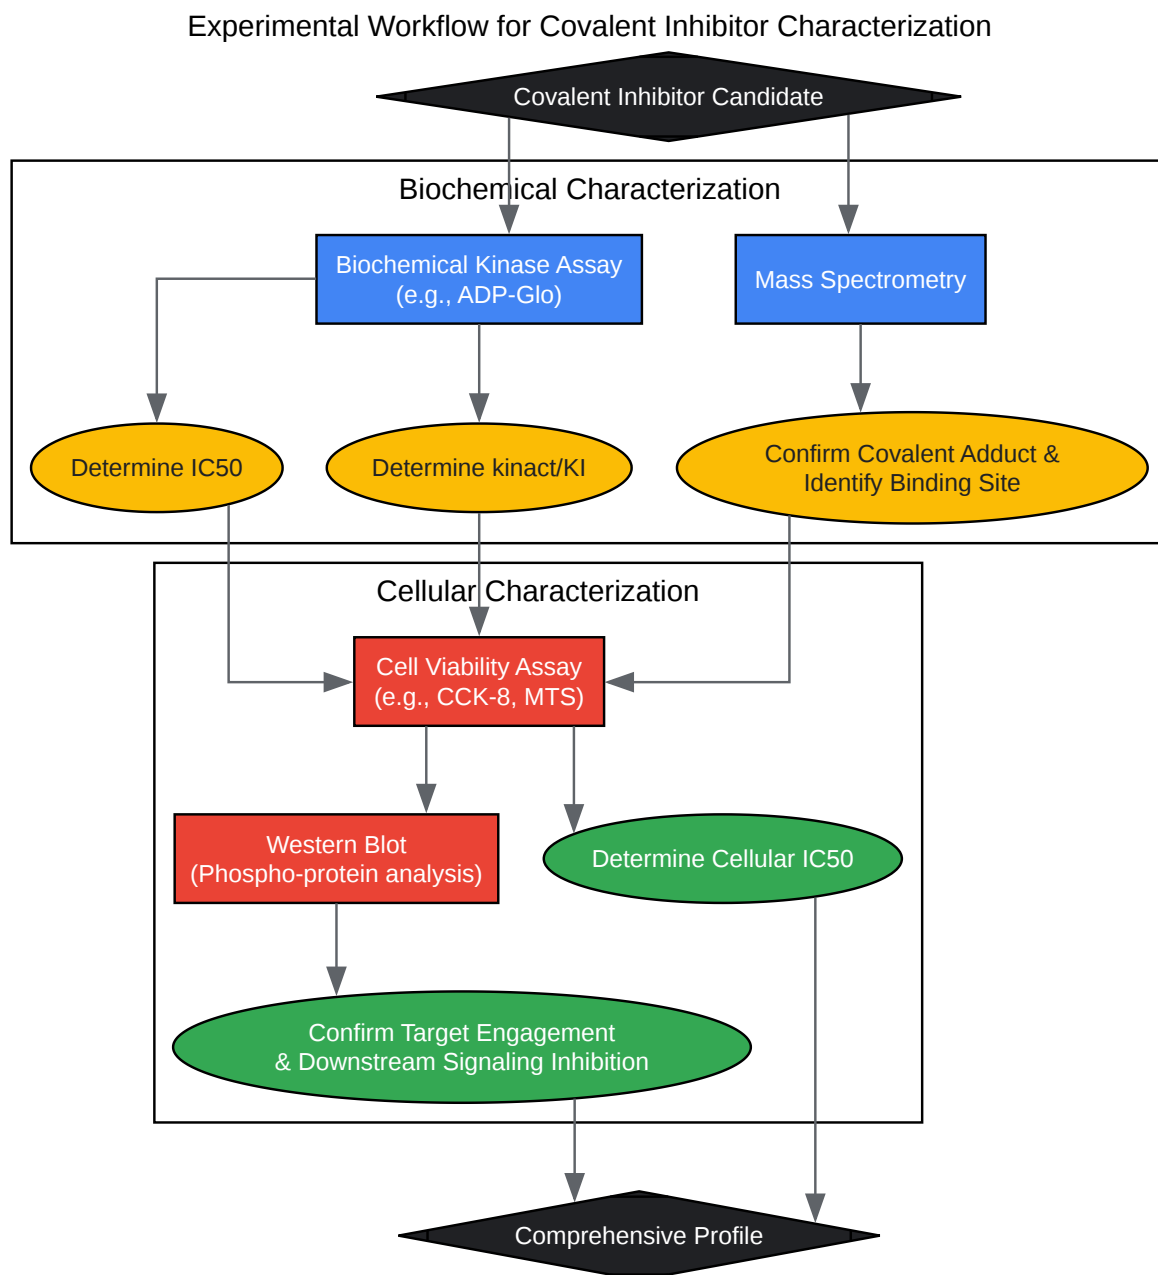 Experimental Workflow for Covalent Inhibitor Characterization
Covalent Inhibitor Candidate
Biochemical Characterization
Biochemical Kinase Assay
(e.g., ADP-Glo)
Mass Spectrometry
Determine IC50
Determine kinact/KI
Confirm Covalent Adduct &
Identify Binding Site
Cellular Characterization
Cell Viability Assay
(e.g., CCK-8, MTS)
Western Blot
(Phospho-protein analysis)
Determine Cellular IC50
Confirm Target Engagement
& Downstream Signaling Inhibition
Comprehensive Profile